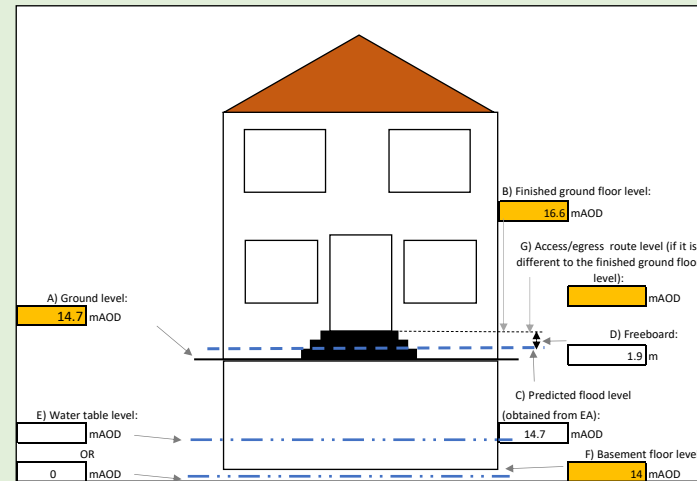 B) Finished ground floor level:
16.6 mAOD
G) Access/egress route level (if it is
different to the finished ground floo
level):
mAOD
A) Ground level:
14.7 mAOD
D) Freeboard:
1.9 m
C) Predicted flood level
(obtained from EA):
14.7 mAOD
E) Water table level:
mAOD
OR
0 mAOD
F) Basement floor leve
14 mAOD